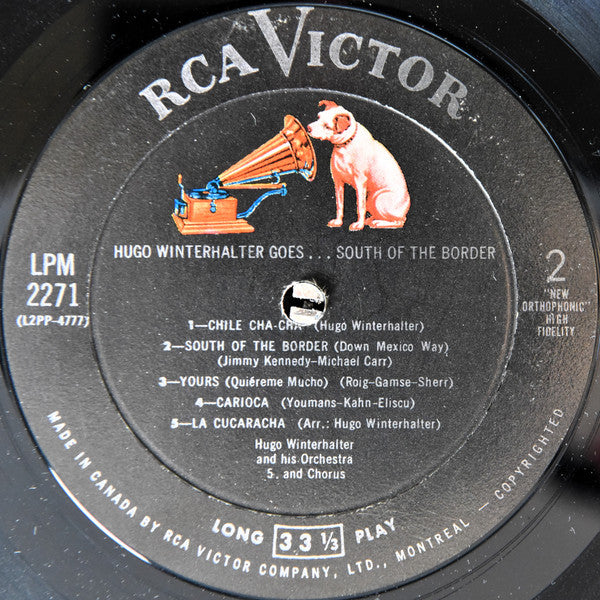 RCA VICTOR
HUGO WINTERHALTER GOES... SOUTH OF THE BORDER
LPM
2271
(L2PP-4777)
2
"NEW
ORTHOPHONIC"
HIGH
FIDELITY
1—CHILE CHA-CHA (Hugo Winterhalter)
2—SOUTH OF THE BORDER (Down Mexico Way)
(Jimmy Kennedy-Michael Carr)
3—YOURS (Quiéreme Mucho) (Roig-Gamse-Sherr)
4—CARIOCA (Youmans-Kahn-Eliscu)
5—LA CUCARACHA (Arr.: Hugo Winterhalter)
Hugo Winterhalter
and his Orchestra
5. and Chorus
LONG 33 1/3 PLAY
MADE IN CANADA BY RCA VICTOR COMPANY, LTD., MONTREAL — COPYRIGHTED